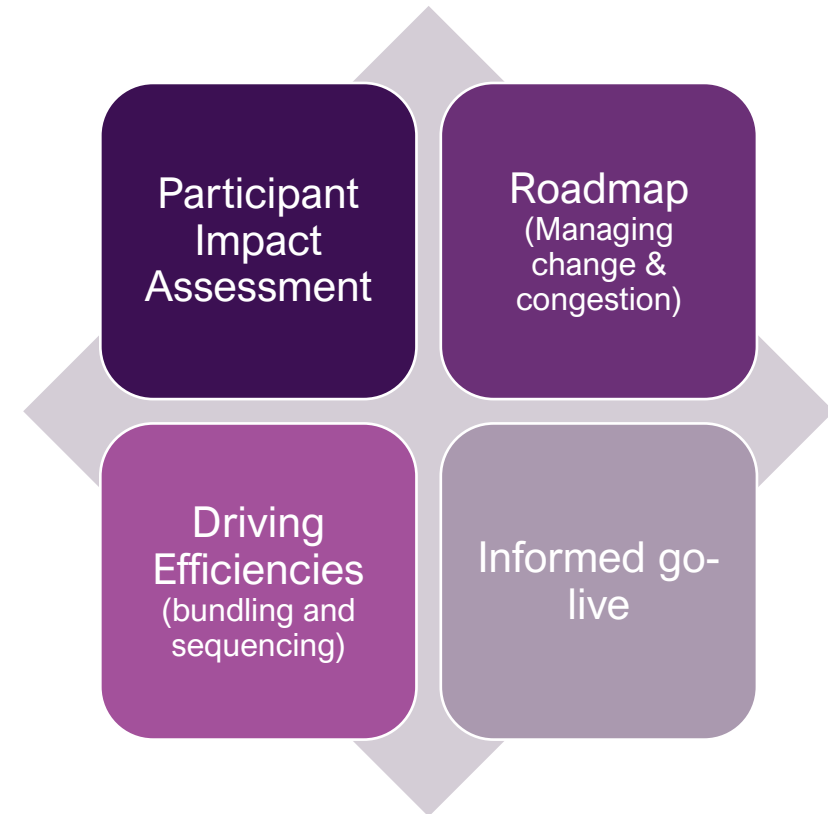 Participant
Impact
Assessment
Roadmap
(Managing
change &
congestion)
Driving
Efficiencies
(bundling and
sequencing)
Informed go-
live